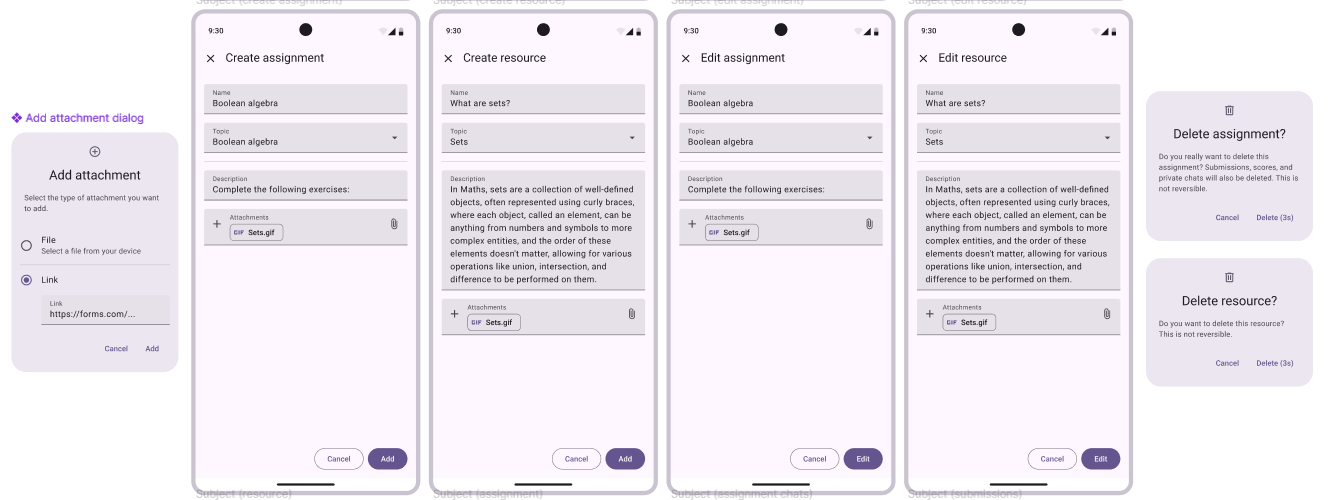 Subject (create assignment)
Subject (create resource)
Subject (edit assignment)
Subject (edit resource)
Add attachment dialog
Add attachment
Select the type of attachment you want
to add.
File
Select a file from your device
Link
Link
https://forms.com/...
Cancel
Add
9:30
Create assignment
Name
Boolean algebra
Topic
Boolean algebra
Description
Complete the following exercises:
Attachments
GIF Sets.gif
Cancel
Add
9:30
Create resource
Name
What are sets?
Topic
Sets
Description
In Maths, sets are a collection of well-defined
objects, often represented using curly braces,
where each object, called an element, can be
anything from numbers and symbols to more
complex entities, and the order of these
elements doesn't matter, allowing for various
operations like union, intersection, and
difference to be performed on them.
Attachments
GIF Sets.gif
Cancel
Add
9:30
Edit assignment
Name
Boolean algebra
Topic
Boolean algebra
Description
Complete the following exercises:
Attachments
GIF Sets.gif
Cancel
Edit
9:30
Edit resource
Name
What are sets?
Topic
Sets
Description
In Maths, sets are a collection of well-defined
objects, often represented using curly braces,
where each object, called an element, can be
anything from numbers and symbols to more
complex entities, and the order of these
elements doesn't matter, allowing for various
operations like union, intersection, and
difference to be performed on them.
Attachments
GIF Sets.gif
Cancel
Edit
Delete assignment?
Do you really want to delete this
assignment? Submissions, scores, and
private chats will also be deleted. This is
not reversible.
Cancel
Delete (3s)
Delete resource?
Do you want to delete this resource?
This is not reversible.
Cancel
Delete (3s)
Subject (resource)
Subject (assignment)
Subject (assignment chats)
Subject (submissions)